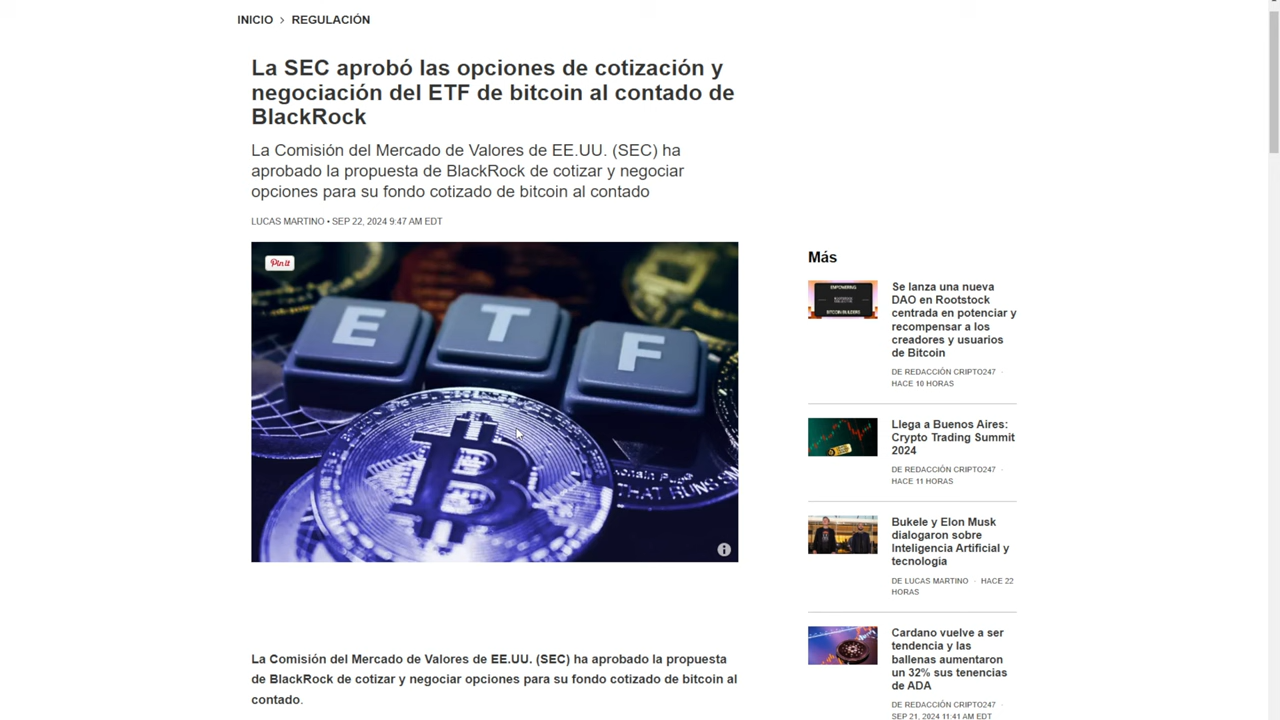 INICIO > REGULACIÓN
La SEC aprobó las opciones de cotización y
negociación del ETF de bitcoin al contado de
BlackRock
La Comisión del Mercado de Valores de EE.UU. (SEC) ha
aprobado la propuesta de BlackRock de cotizar y negociar
opciones para su fondo cotizado de bitcoin al contado
LUCAS MARTINO • SEP 22, 2024 9:47 AM EDT
Pin it
E T F
THAT RUNS
Más
Se lanza una nueva
DAO en Rootstock
centrada en potenciar y
recompensar a los
creadores y usuarios
de Bitcoin
DE REDACCIÓN CRIPTO247 ·
HACE 10 HORAS
EMPOWERING
BITCOIN BUILDERS
Llega a Buenos Aires:
Crypto Trading Summit
2024
DE REDACCIÓN CRIPTO247 ·
HACE 11 HORAS
Bukele y Elon Musk
dialogaron sobre
Inteligencia Artificial y
tecnología
DE LUCAS MARTINO · HACE 22
HORAS
Cardano vuelve a ser
tendencia y las
ballenas aumentaron
un 32% sus tenencias
de ADA
DE REDACCIÓN CRIPTO247 ·
SEP 21, 2024 11:41 AM EDT
La Comisión del Mercado de Valores de EE.UU. (SEC) ha aprobado la propuesta
de BlackRock de cotizar y negociar opciones para su fondo cotizado de bitcoin al
contado.